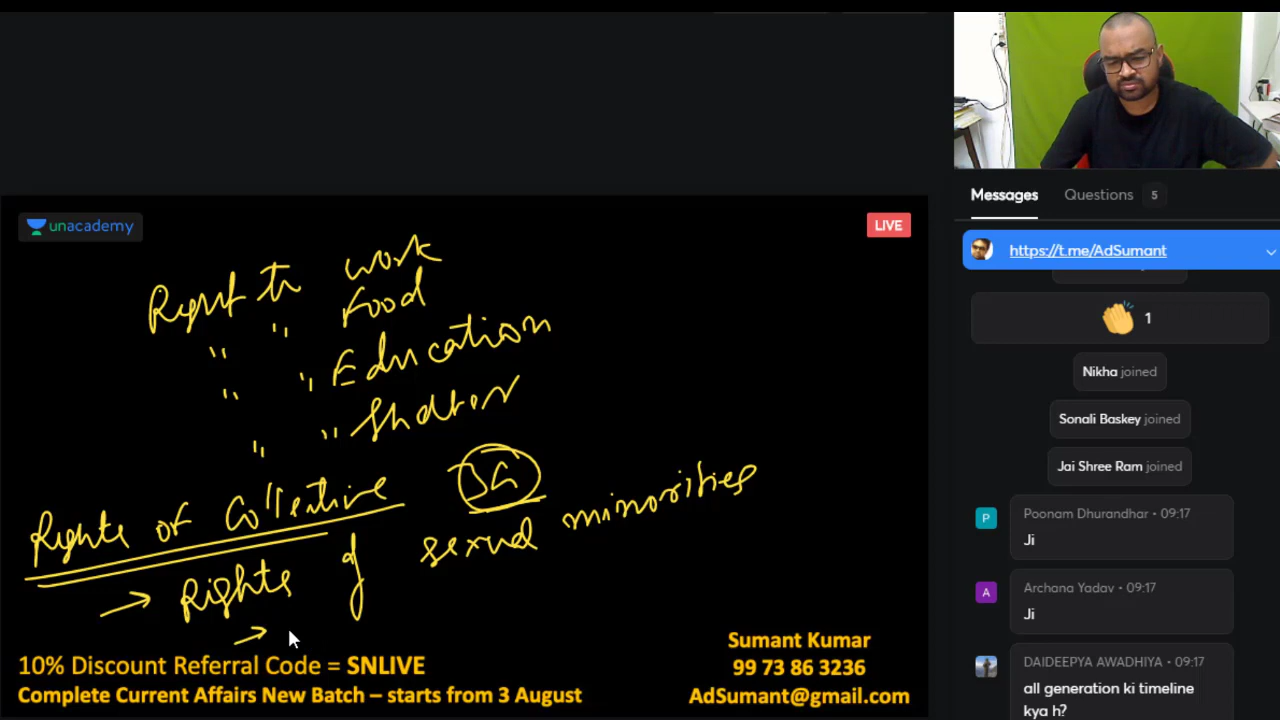 unacademy
LIVE
Right to work
" " Food
" " Education
" " Shelter
Rights of Collective
→ Rights of sexual minorities
→
10% Discount Referral Code = SNLIVE
Complete Current Affairs New Batch – starts from 3 August
Sumant Kumar
99 73 86 3236
AdSumant@gmail.com
Messages
Questions 5
https://t.me/AdSumant
1
Nikha joined
Sonali Baskey joined
Jai Shree Ram joined
P
Poonam Dhurandhar • 09:17
Ji
A
Archana Yadav • 09:17
Ji
DAIDEEPYA AWADHIYA • 09:17
all generation ki timeline
kya h?